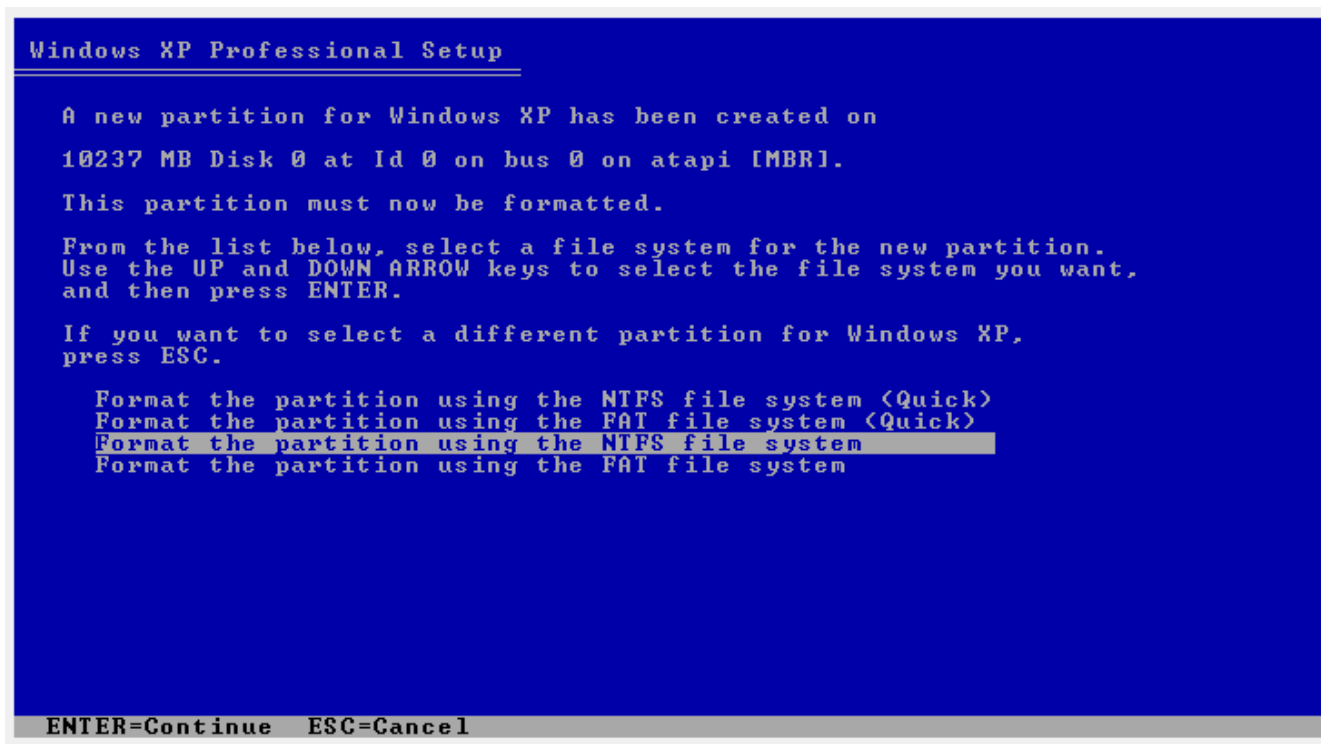 Windows XP Professional Setup
A new partition for Windows XP has been created on
10237 MB Disk 0 at Id 0 on bus 0 on atapi [MBR].
This partition must now be formatted.
From the list below, select a file system for the new partition.
Use the UP and DOWN ARROW keys to select the file system you want,
and then press ENTER.
If you want to select a different partition for Windows XP,
press ESC.
Format the partition using the NTFS file system (Quick)
Format the partition using the FAT file system (Quick)
Format the partition using the NTFS file system
Format the partition using the FAT file system
ENTER=Continue ESC=Cancel